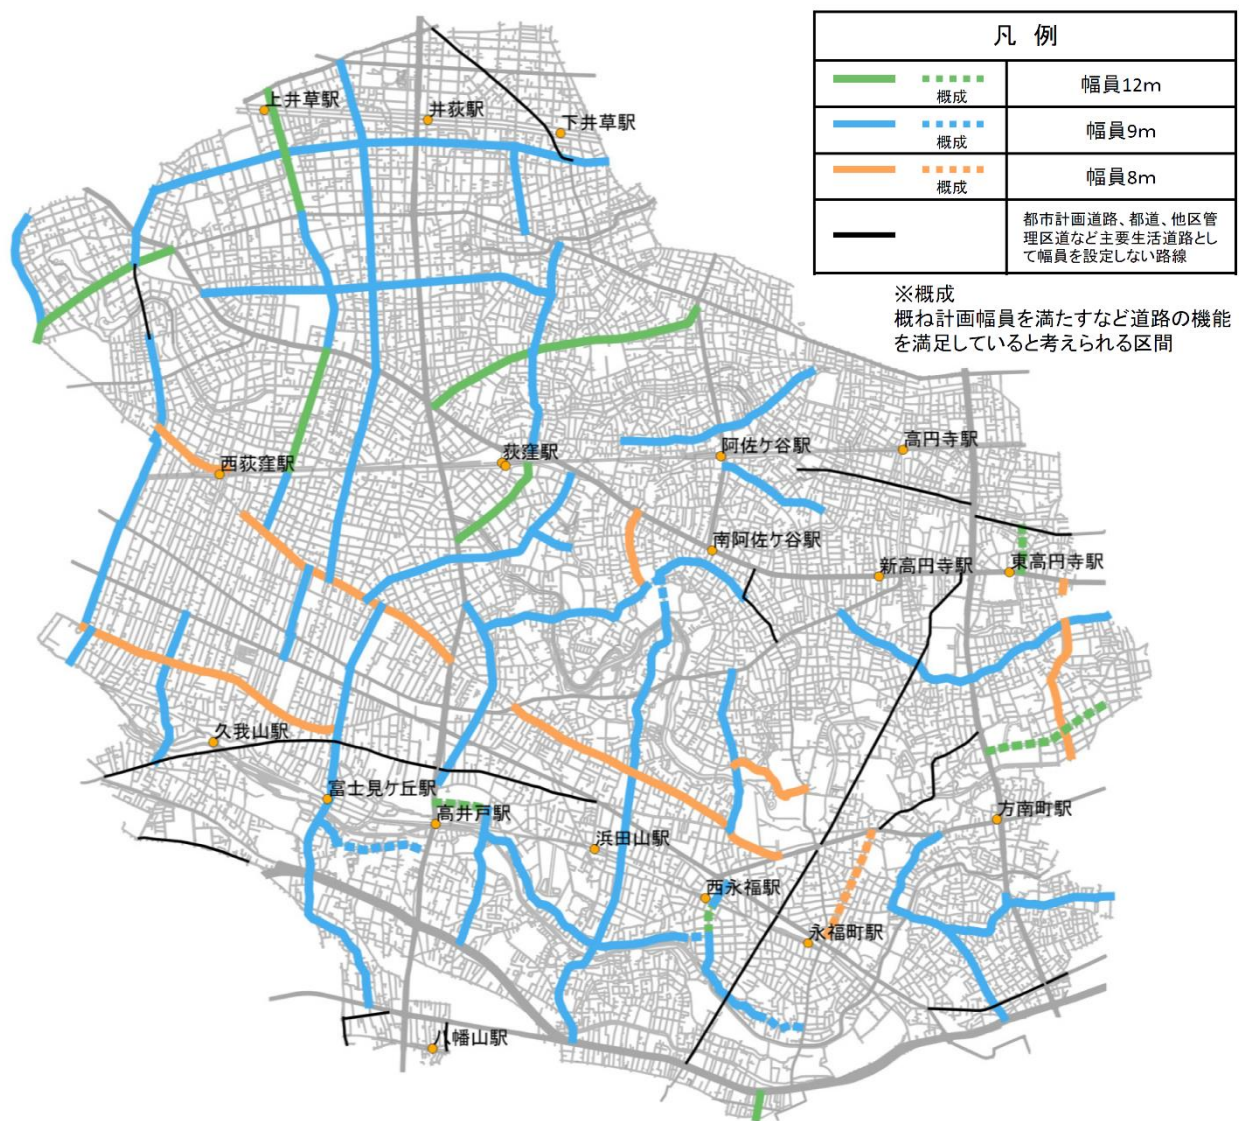 凡 例
概成
幅員12m
概成
幅員9m
概成
幅員8m
都市計画道路、都道、他区管
理区道など主要生活道路とし
て幅員を設定しない路線
※概成
概ね計画幅員を満たすなど道路の機能
を満足していると考えられる区間
上井草駅
井荻駅
下井草駅
西荻窪駅
荻窪駅
阿佐ケ谷駅
高円寺駅
南阿佐ケ谷駅
新高円寺駅
東高円寺駅
久我山駅
富士見ケ丘駅
高井戸駅
浜田山駅
西永福駅
永福町駅
方南町駅
八幡山駅